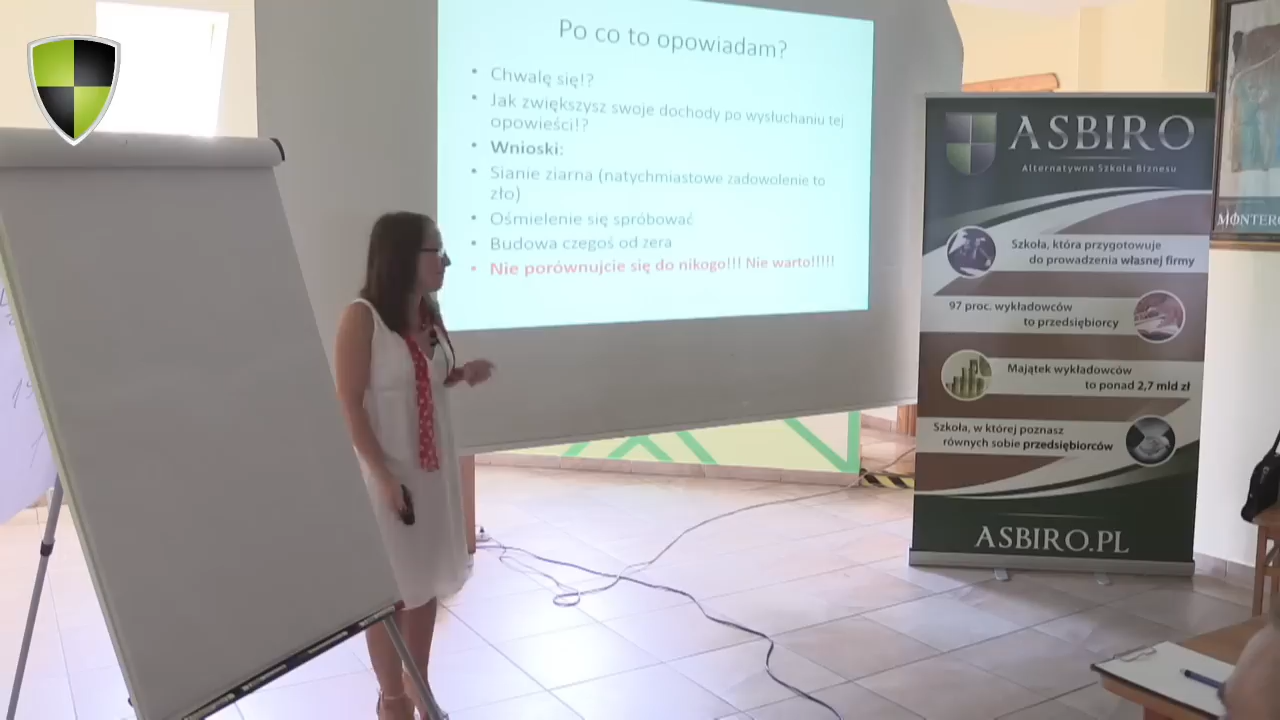 Po co to opowiadam?
• Chwalę się!?
• Jak zwiększysz swoje dochody po wysłuchaniu tej
opowieści!?
• Wnioski:
• Sianie ziarna (natychmiastowe zadowolenie to
zło)
• Ośmielenie się spróbować
• Budowa czegoś od zera
• Nie porównujcie się do nikogo!!! Nie warto!!!!!
ASBIRO
Alternatywna Szkoła Biznesu
Szkoła, która przygotowuje
do prowadzenia własnej firmy
97 proc. wykładowców
to przedsiębiorcy
Majątek wykładowców
to ponad 2,7 mld zł
Szkoła, w której poznasz
równych sobie przedsiębiorców
ASBIRO.PL